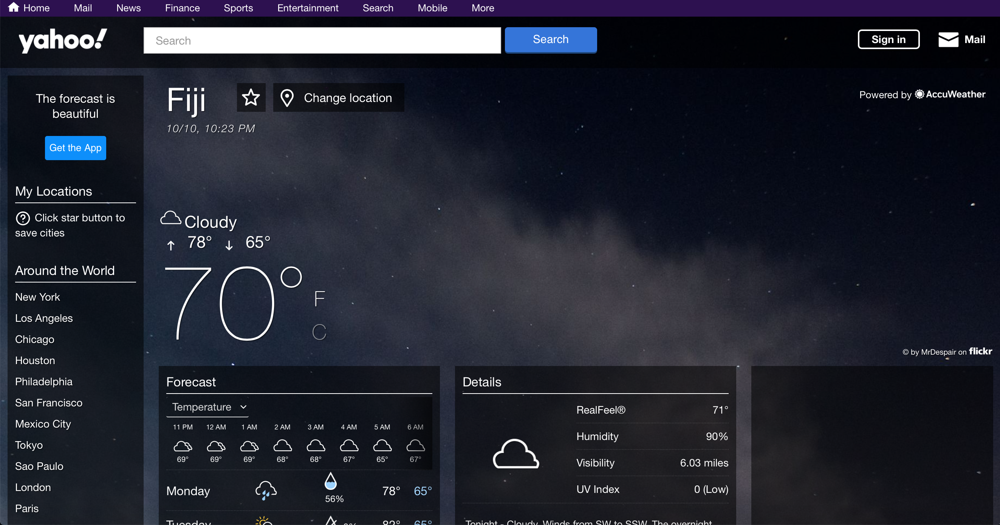 Home Mail News Finance Sports Entertainment Search Mobile More
yahoo! Search Search Sign in Mail
The forecast is
beautiful
Get the App
My Locations
Click star button to
save cities
Around the World
New York
Los Angeles
Chicago
Houston
Philadelphia
San Francisco
Mexico City
Tokyo
Sao Paulo
London
Paris
Fiji Change location
Powered by AccuWeather
10/10, 10:23 PM
Cloudy
78° 65°
70° F
C
© by MrDespair on flickr
Forecast
Temperature
11 PM 12 AM 1 AM 2 AM 3 AM 4 AM 5 AM 6 AM
69° 69° 69° 68° 68° 67° 65° 67°
Monday 56% 78° 65°
Tuesday 0% 82° 65°
Details
RealFeel® 71°
Humidity 90%
Visibility 6.03 miles
UV Index 0 (Low)
Tonight - Cloudy. Winds from SW to SSW. The overnight